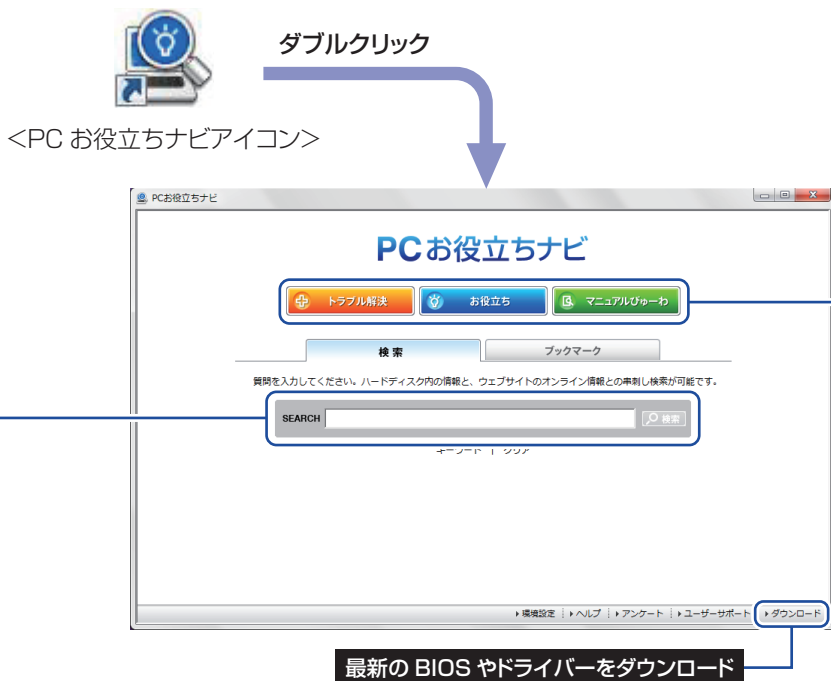 ダブルクリック
<PC お役立ちナビアイコン>
PCお役立ちナビ
PCお役立ちナビ
トラブル解決 お役立ち マニュアルびゅーわ
検 索 ブックマーク
質問を入力してください。ハードディスク内の情報と、ウェブサイトのオンライン情報との串刺し検索が可能です。
SEARCH 検索
キーワード | クリア
環境設定 ヘルプ アンケート ユーザーサポート ダウンロード
最新の BIOS やドライバーをダウンロード